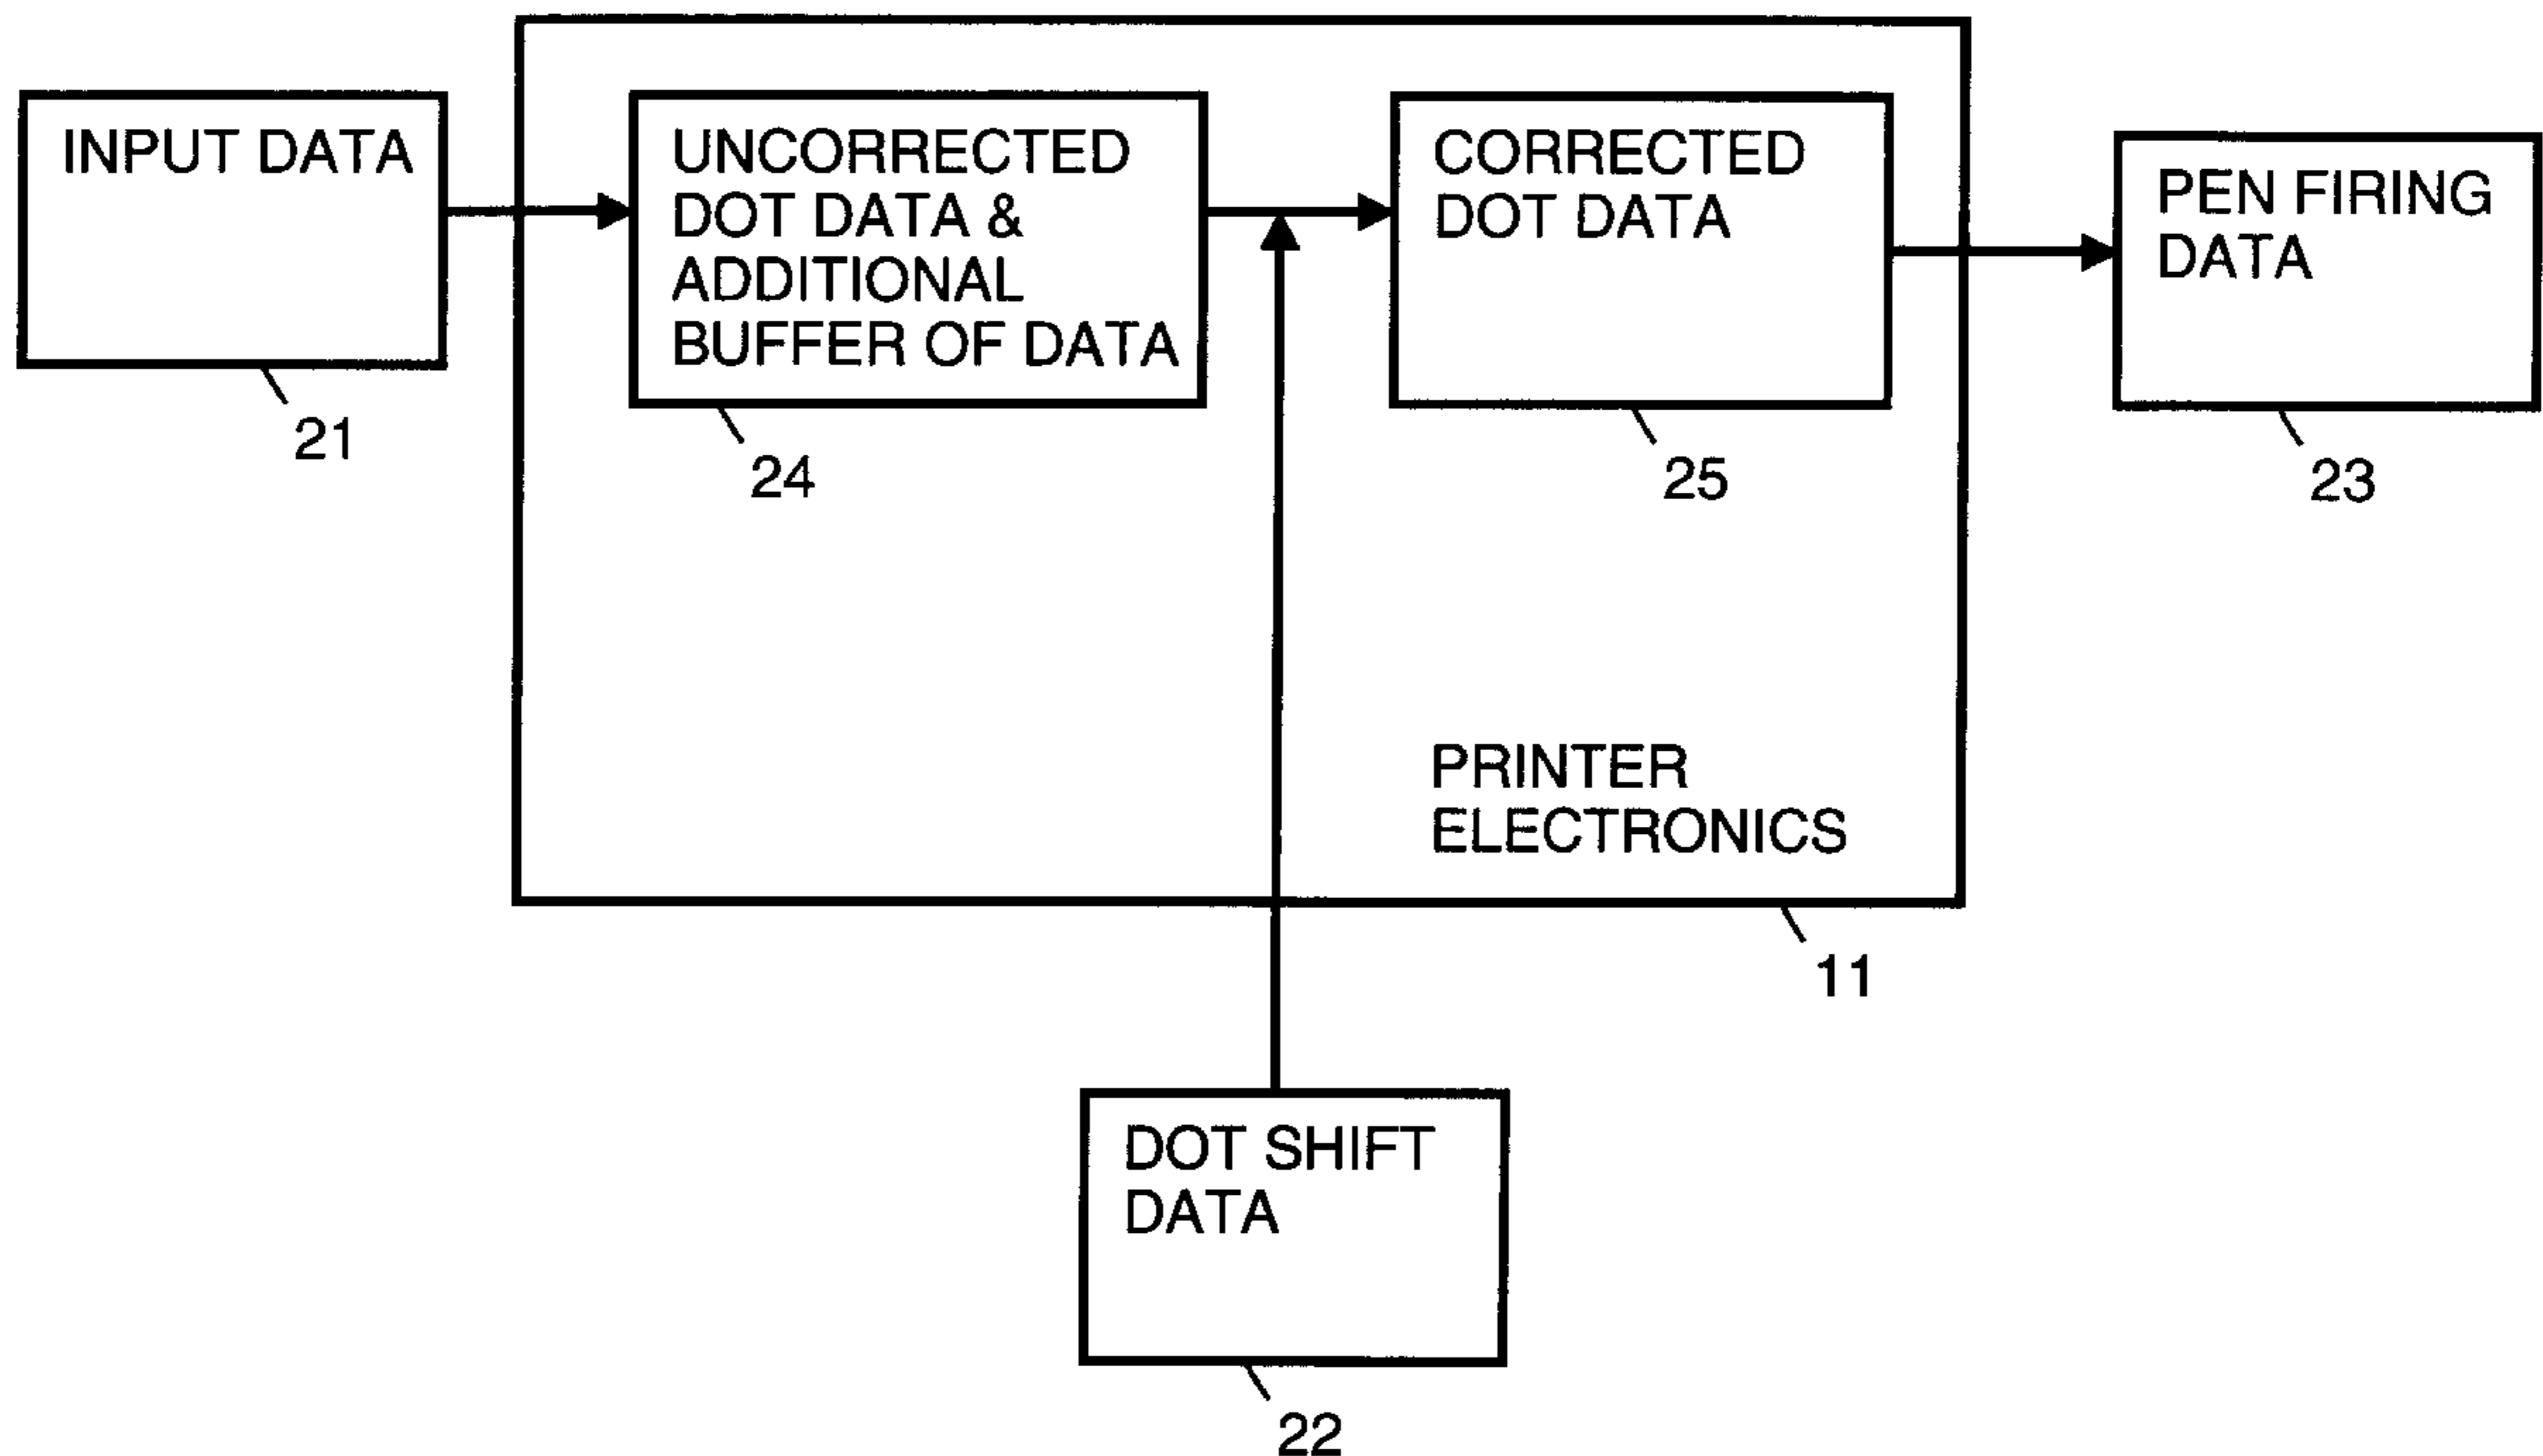 INPUT DATA
21
UNCORRECTED
DOT DATA &
ADDITIONAL
BUFFER OF DATA
24
CORRECTED
DOT DATA
25
PEN FIRING
DATA
23
PRINTER
ELECTRONICS
11
DOT SHIFT
DATA
22